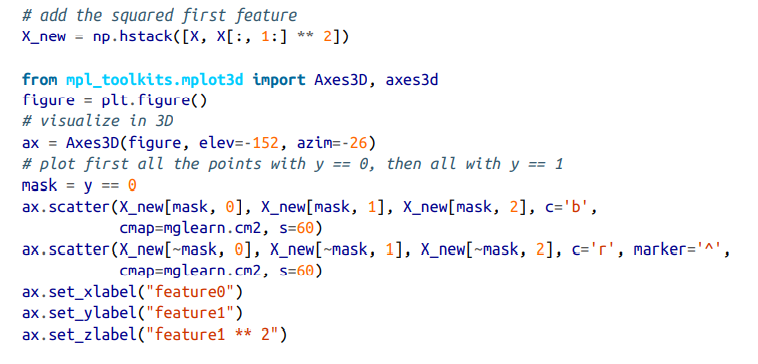 # add the squared first feature
X_new = np.hstack([X, X[:, 1:] ** 2])
from mpl_toolkits.mplot3d import Axes3D, axes3d
figure = plt.figure()
# visualize in 3D
ax = Axes3D(figure, elev=-152, azim=-26)
# plot first all the points with y == 0, then all with y == 1
mask = y == 0
ax.scatter(X_new[mask, 0], X_new[mask, 1], X_new[mask, 2], c='b',
cmap=mglearn.cm2, s=60)
ax.scatter(X_new[~mask, 0], X_new[~mask, 1], X_new[~mask, 2], c='r', marker='^',
cmap=mglearn.cm2, s=60)
ax.set_xlabel("feature0")
ax.set_ylabel("feature1")
ax.set_zlabel("feature1 ** 2")